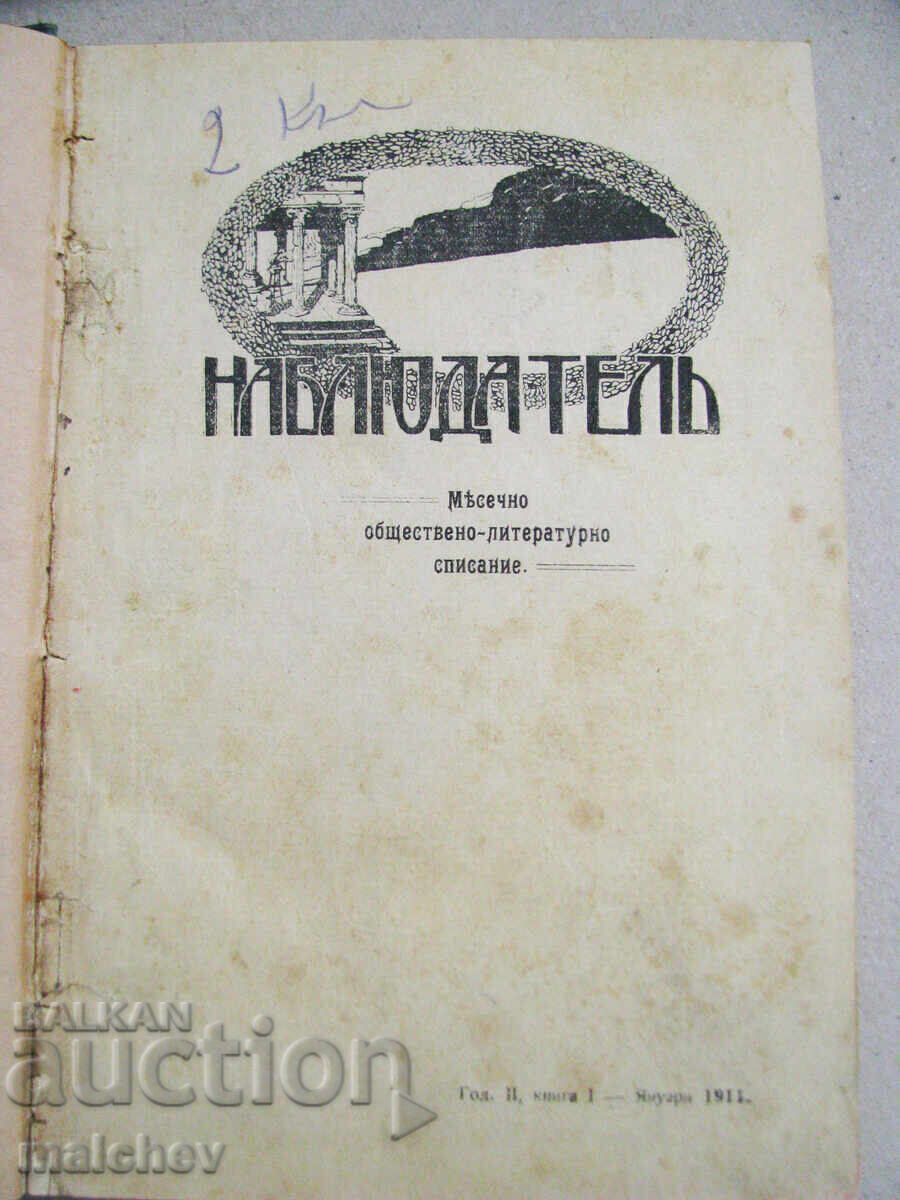 2 Кн
НАБЛЮДАТЕЛЬ
Мѣсечно
обществено-литературно
списание.
Год. II, книга I — Януари 1911.
BALKAN
auction
malchev